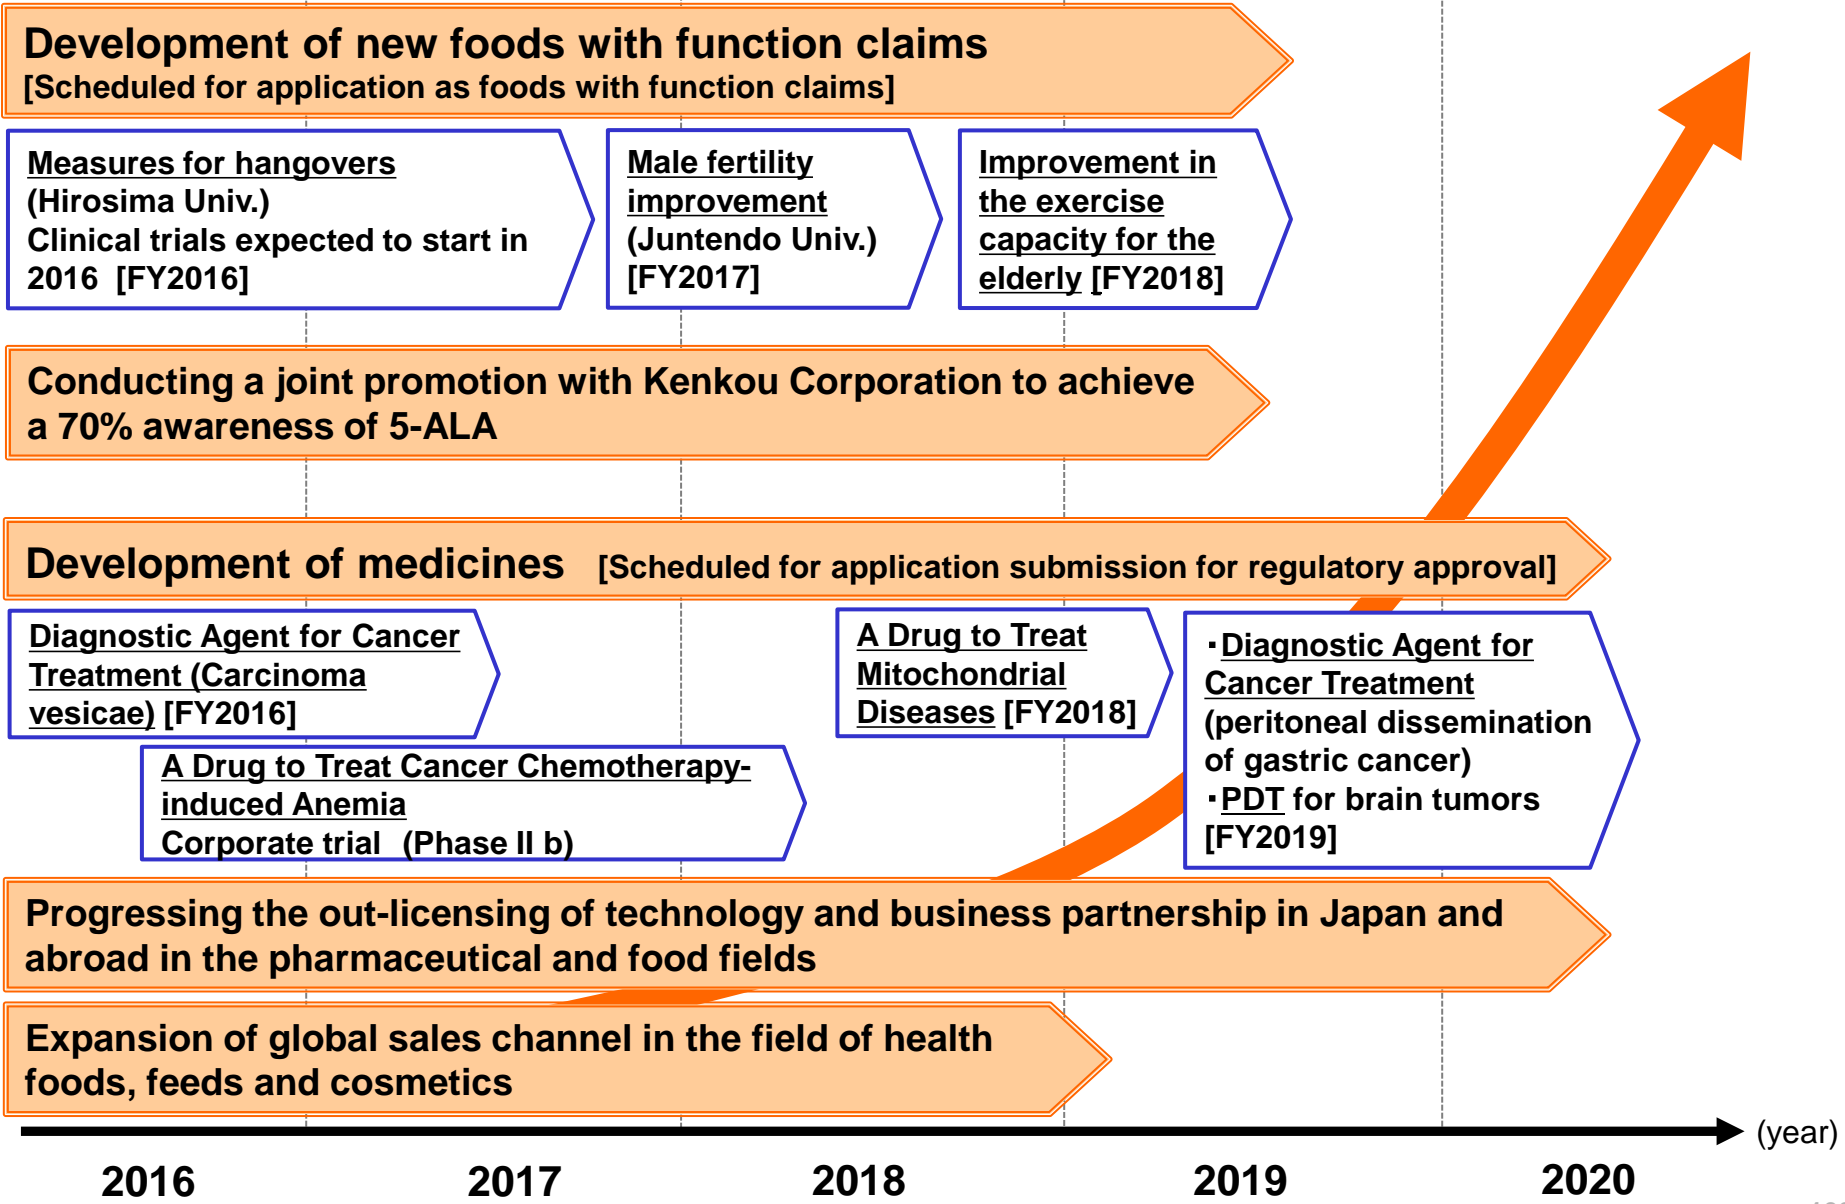 Development of new foods with function claims
[Scheduled for application as foods with function claims]
Measures for hangovers
(Hirosima Univ.)
Clinical trials expected to start in
2016 [FY2016]
Male fertility
improvement
(Juntendo Univ.)
[FY2017]
Improvement in
the exercise
capacity for the
elderly [FY2018]
Conducting a joint promotion with Kenkou Corporation to achieve
a 70% awareness of 5-ALA
Development of medicines [Scheduled for application submission for regulatory approval]
Diagnostic Agent for Cancer
Treatment (Carcinoma
vesicae) [FY2016]
A Drug to Treat Cancer Chemotherapy-
induced Anemia
Corporate trial (Phase II b)
A Drug to Treat
Mitochondrial
Diseases [FY2018]
・Diagnostic Agent for
Cancer Treatment
(peritoneal dissemination
of gastric cancer)
・PDT for brain tumors
[FY2019]
Progressing the out-licensing of technology and business partnership in Japan and
abroad in the pharmaceutical and food fields
Expansion of global sales channel in the field of health
foods, feeds and cosmetics
(year)
2016 2017 2018 2019 2020